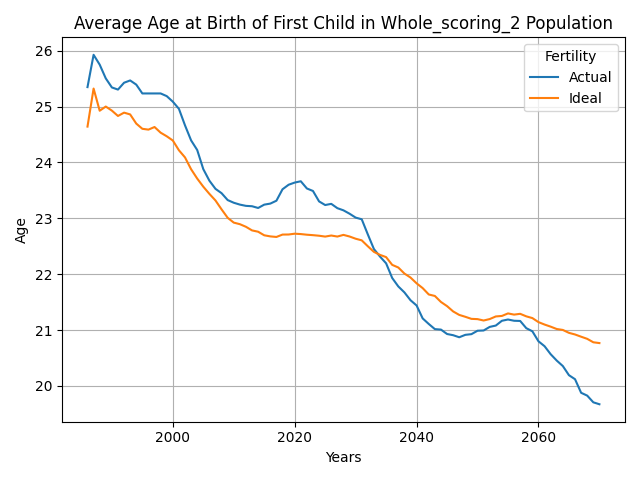 Average Age at Birth of First Child in Whole_scoring_2 Population
Fertility
Actual
Ideal
Age
26
25
24
23
22
21
20
2000 2020 2040 2060
Years